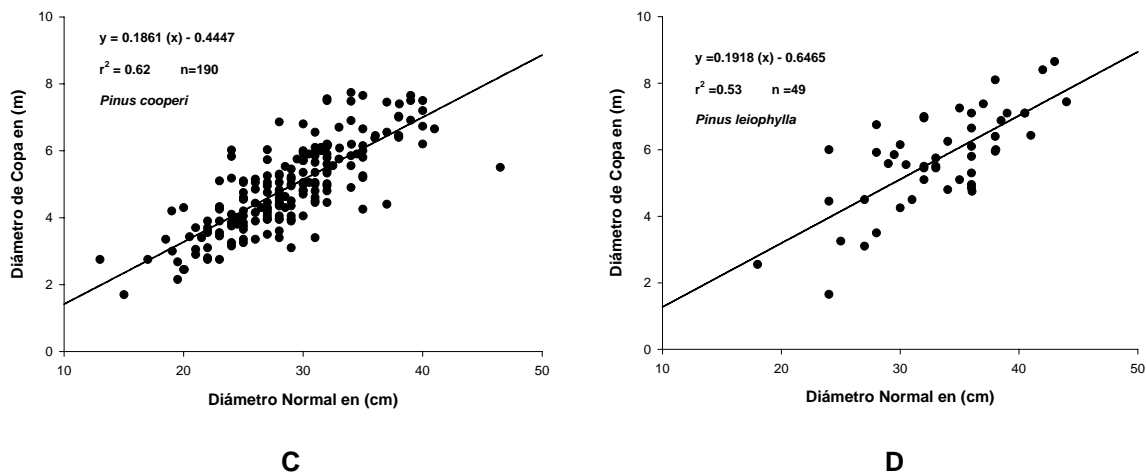 10
y = 0.1861 (x) - 0.4447
r² = 0.62 n=190
Pinus cooperi
8
6
4
2
0
Diámetro de Copa en (m)
10 20 30 40 50
Diámetro Normal en (cm)
C
10
y =0.1918 (x) - 0.6465
r² =0.53 n =49
Pinus leiophylla
8
6
4
2
0
Diámetro de Copa en (m)
10 20 30 40 50
Diámetro Normal en (cm)
D